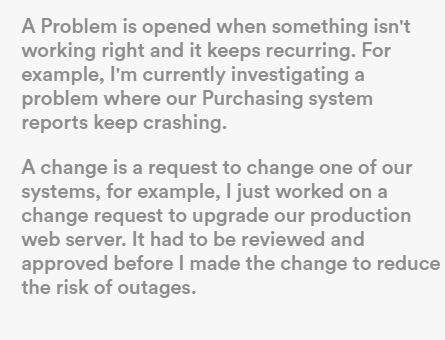 A Problem is opened when something isn't
working right and it keeps recurring. For
example, I'm currently investigating a
problem where our Purchasing system
reports keep crashing.
A change is a request to change one of our
systems, for example, I just worked on a
change request to upgrade our production
web server. It had to be reviewed and
approved before I made the change to reduce
the risk of outages.